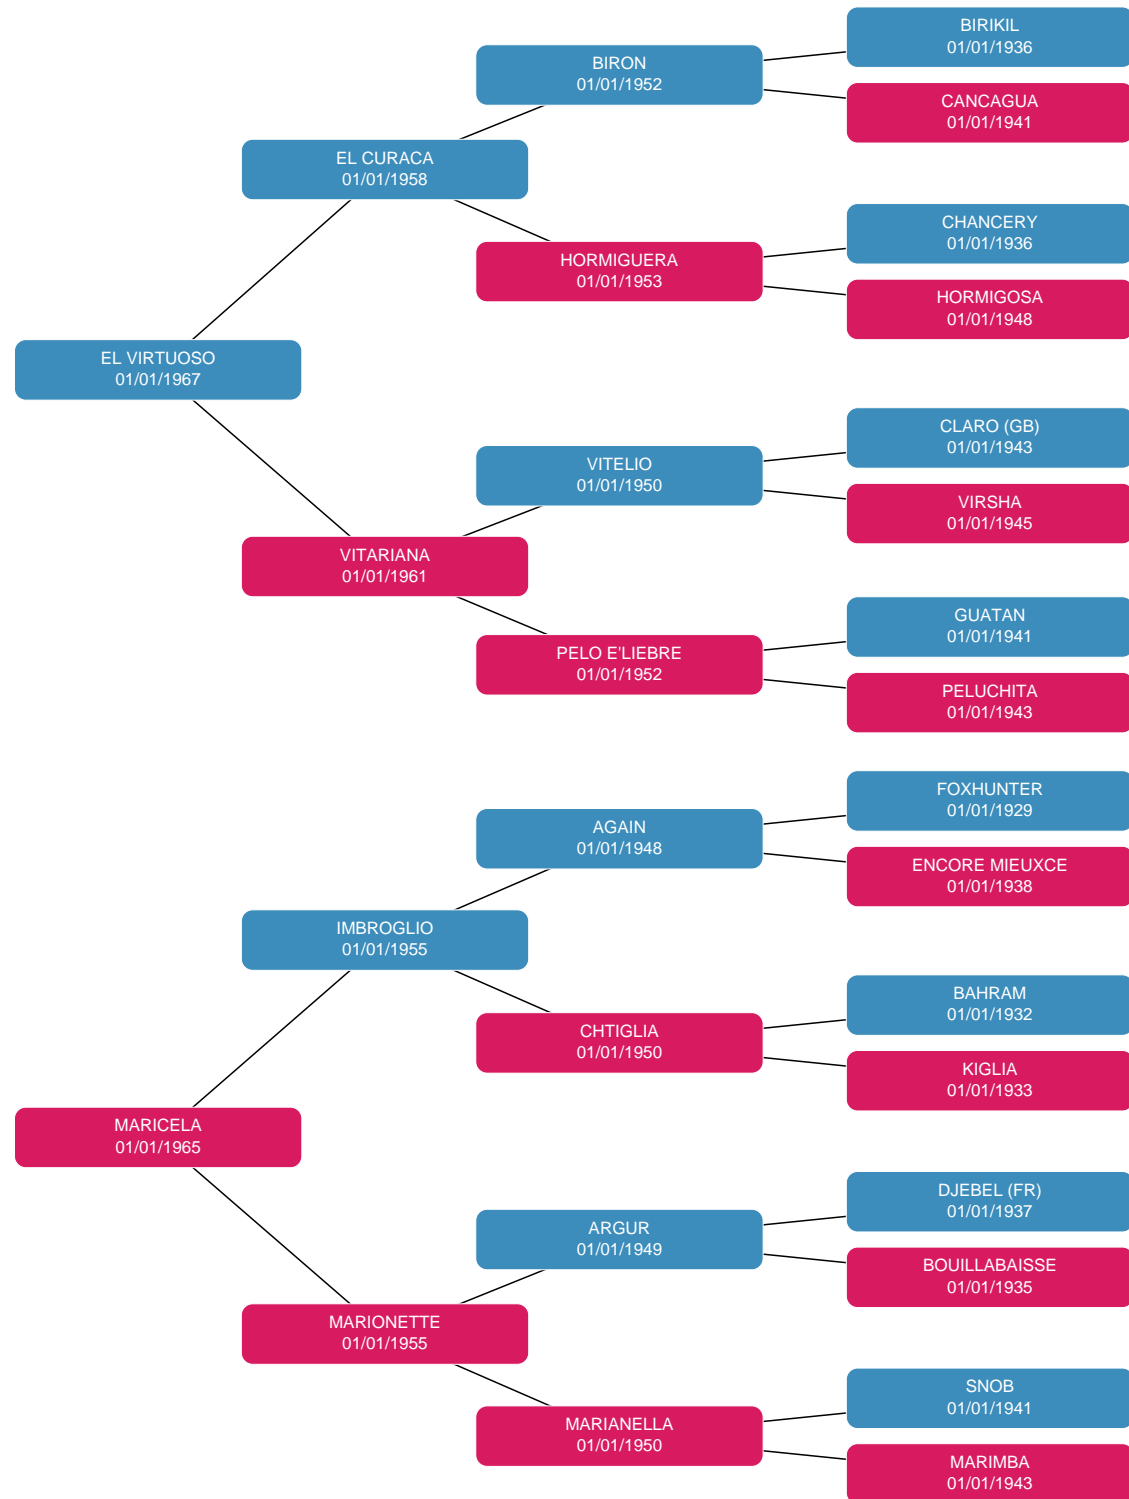 BIRIKIL
01/01/1936
BIRON
01/01/1952
CANCAGUA
01/01/1941
EL CURACA
01/01/1958
CHANCERY
01/01/1936
HORMIGUERA
01/01/1953
HORMIGOSA
01/01/1948
EL VIRTUOSO
01/01/1967
CLARO (GB)
01/01/1943
VITELIO
01/01/1950
VIRSHA
01/01/1945
VITARIANA
01/01/1961
GUATAN
01/01/1941
PELO E'LIEBRE
01/01/1952
PELUCHITA
01/01/1943
FOXHUNTER
01/01/1929
AGAIN
01/01/1948
ENCORE MIEUXCE
01/01/1938
IMBROGLIO
01/01/1955
BAHRAM
01/01/1932
CHTIGLIA
01/01/1950
KIGLIA
01/01/1933
MARICELA
01/01/1965
DJEBEL (FR)
01/01/1937
ARGUR
01/01/1949
BOUILLABAISSE
01/01/1935
MARIONETTE
01/01/1955
SNOB
01/01/1941
MARIANELLA
01/01/1950
MARIMBA
01/01/1943